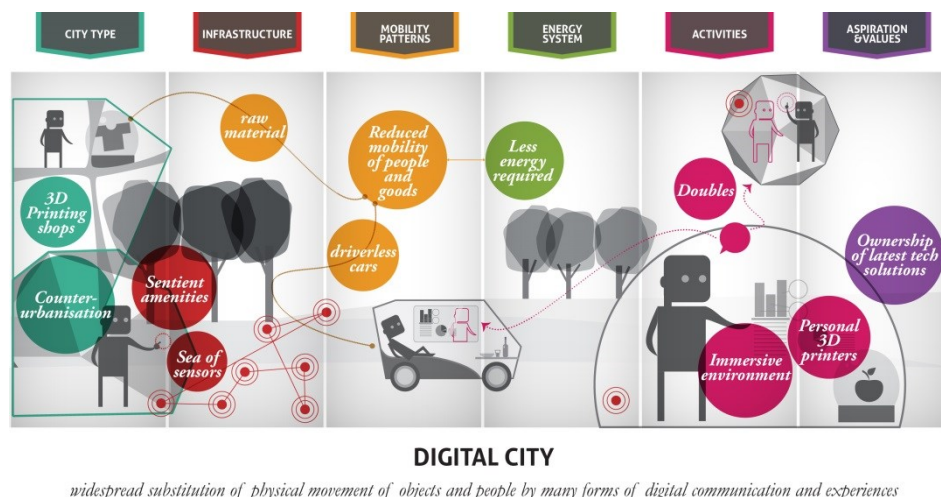 CITY TYPE
INFRASTRUCTURE
MOBILITY
PATTERNS
ENERGY
SYSTEM
ACTIVITIES
ASPIRATION
&VALUES
raw
material
Reduced
mobility
of people
and
goods
Less
energy
required
Doubles
3D
Printing
shops
driverless
cars
Ownership
of latest tech
solutions
Counter-
urbanisation
Sentient
amenities
Sea of
sensors
Immersive
environment
Personal
3D
printers
DIGITAL CITY
widespread substitution of physical movement of objects and people by many forms of digital communication and experiences